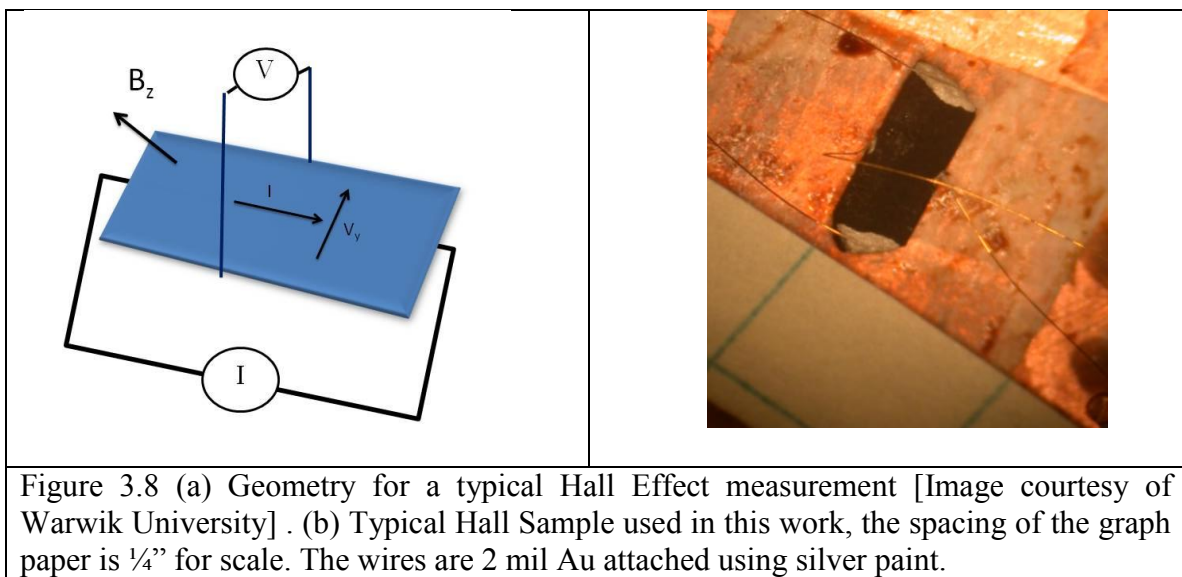 V
B_z
I
V_Y
I
Figure 3.8 (a) Geometry for a typical Hall Effect measurement [Image courtesy of
Warwik University] . (b) Typical Hall Sample used in this work, the spacing of the graph
paper is ¼” for scale. The wires are 2 mil Au attached using silver paint.